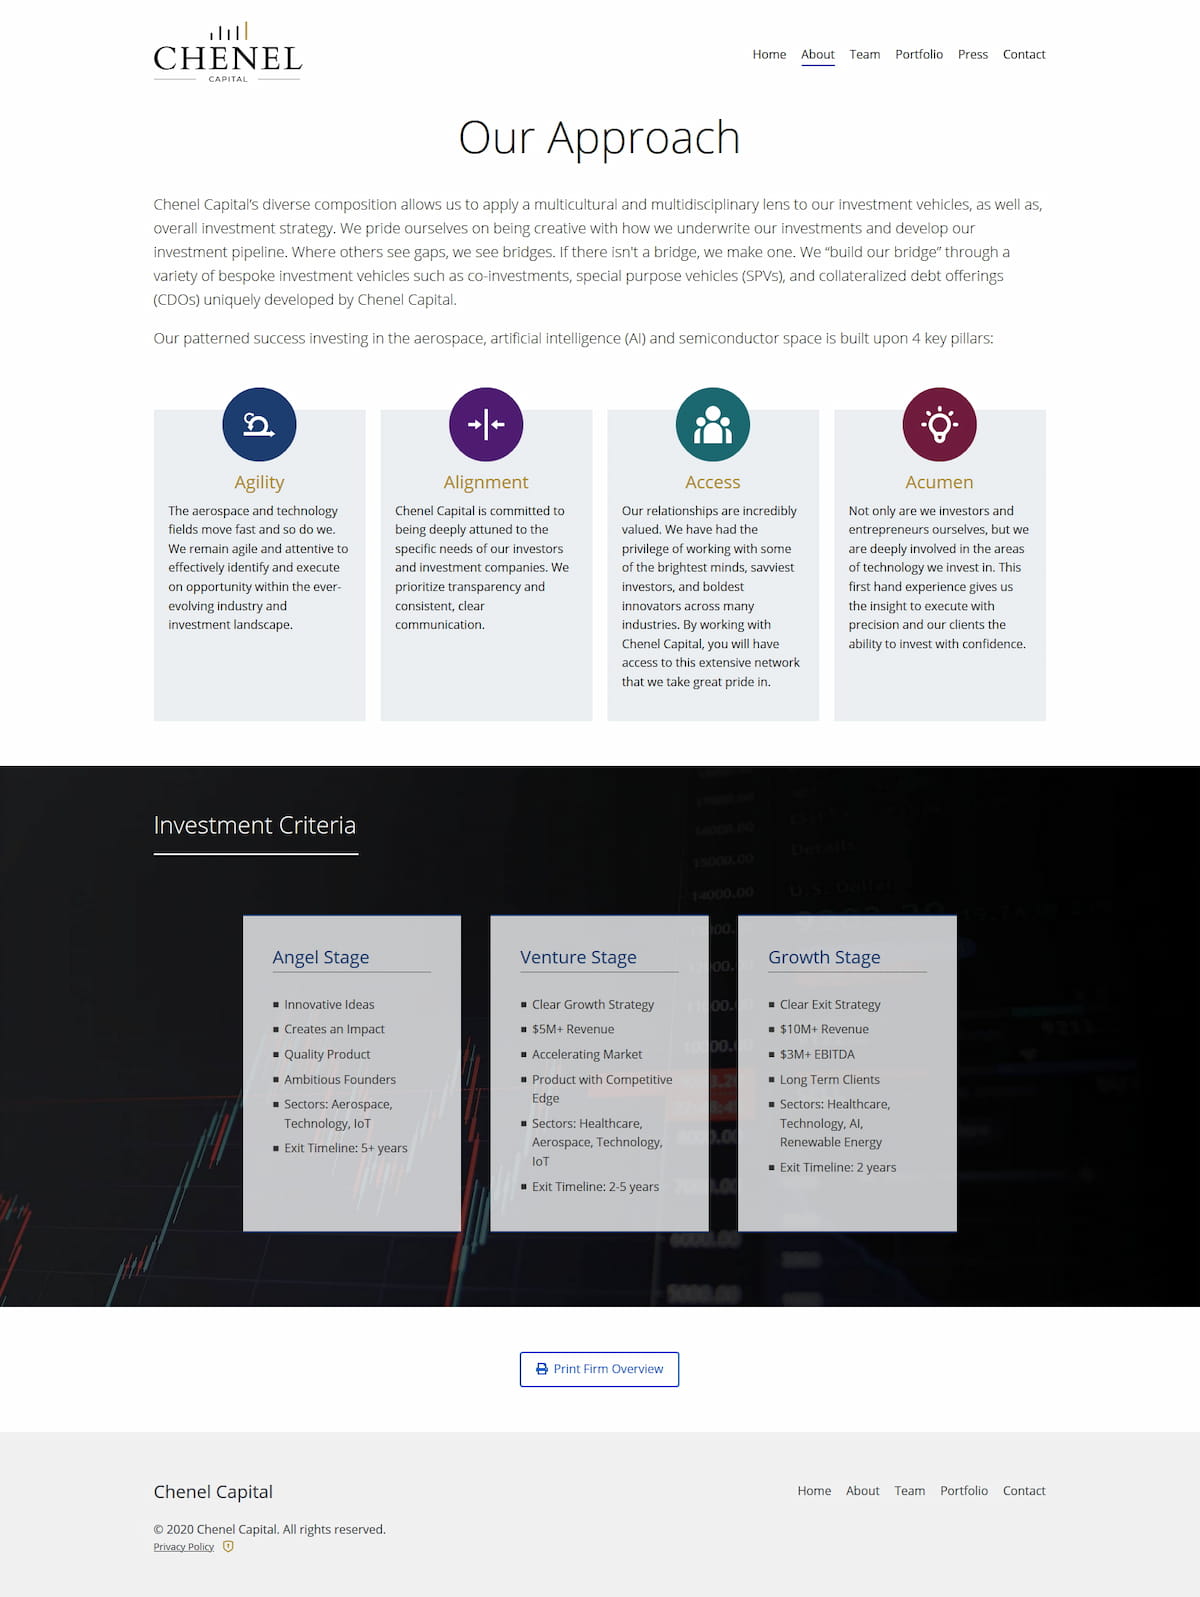 CHENEL
CAPITAL
Home About Team Portfolio Press Contact
Our Approach
Chenel Capital's diverse composition allows us to apply a multicultural and multidisciplinary lens to our investment vehicles, as well as,
overall investment strategy. We pride ourselves on being creative with how we underwrite our investments and develop our
investment pipeline. Where others see gaps, we see bridges. If there isn't a bridge, we make one. We “build our bridge” through a
variety of bespoke investment vehicles such as co-investments, special purpose vehicles (SPVs), and collateralized debt offerings
(CDOs) uniquely developed by Chenel Capital.
Our patterned success investing in the aerospace, artificial intelligence (AI) and semiconductor space is built upon 4 key pillars:
Agility
The aerospace and technology
fields move fast and so do we.
We remain agile and attentive to
effectively identify and execute
on opportunity within the ever-
evolving industry and
investment landscape.
Alignment
Chenel Capital is committed to
being deeply attuned to the
specific needs of our investors
and investment companies. We
prioritize transparency and
consistent, clear
communication.
Access
Our relationships are incredibly
valued. We have had the
privilege of working with some
of the brightest minds, savviest
investors, and boldest
innovators across many
industries. By working with
Chenel Capital, you will have
access to this extensive network
that we take great pride in.
Acumen
Not only are we investors and
entrepreneurs ourselves, but we
are deeply involved in the areas
of technology we invest in. This
first hand experience gives us
the insight to execute with
precision and our clients the
ability to invest with confidence.
Investment Criteria
Angel Stage
Innovative Ideas
Creates an Impact
Quality Product
Ambitious Founders
Sectors: Aerospace,
Technology, IoT
Exit Timeline: 5+ years
Venture Stage
Clear Growth Strategy
$5M+ Revenue
Accelerating Market
Product with Competitive
Edge
Sectors: Healthcare,
Aerospace, Technology,
IoT
Exit Timeline: 2-5 years
Growth Stage
Clear Exit Strategy
$10M+ Revenue
$3M+ EBITDA
Long Term Clients
Sectors: Healthcare,
Technology, AI,
Renewable Energy
Exit Timeline: 2 years
15000.00
14000.00
U.S. Dollar
6000.00
5000.00
Print Firm Overview
Chenel Capital
Home About Team Portfolio Contact
© 2020 Chenel Capital. All rights reserved.
Privacy Policy